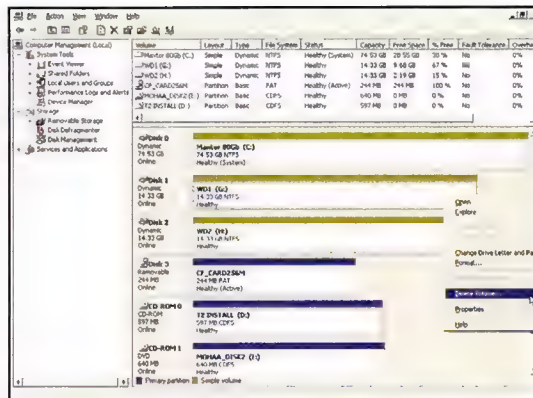 File Action View Window Help
Computer Management (Local)
System Tools
Event Viewer
Shared Folders
Local Users and Groups
Performance Logs and Alerts
Device Manager
Storage
Removable Storage
Disk Defragmenter
Disk Management
Services and Applications
Volume Layout Type File System Status Capacity Free Space % Free Fault Tolerance Overhe
Maxtor 80Gb (C:) Simple Dynamic NTFS Healthy (System) 74.53 GB No 0%
WD1 (G:) Simple Dynamic NTFS Healthy 14.33 GB 67 % No 0%
WD2 (H:) Simple Dynamic NTFS Healthy 14.33 GB 2.19 GB 15 % No 0%
CF_CARD256M Partition Basic FAT Healthy (Active) 244 MB 244 MB 100 % No 0%
MOHAA_DISK2 (I:) Partition Basic CDFS Healthy 640 MB 0 MB 0 % No 0%
T2 INSTALL (D:) Partition Basic CDFS Healthy 597 MB 0 MB 0 % No 0%
Disk 0
Dynamic
74.53 GB
Online
Maxtor 80Gb (C:)
74.53 GB NTFS
Healthy (System)
Disk 1
Dynamic
14.33 GB
Online
WD1 (G:)
14.33 GB NTFS
Healthy
Disk 2
Dynamic
14.33 GB
Online
WD2 (H:)
14.33 GB NTFS
Healthy
Disk 3
Removable
244 MB
Online
CF_CARD256M
244 MB FAT
Healthy (Active)
CD-ROM 0
CD-ROM
597 MB
Online
T2 INSTALL (D:)
597 MB CDFS
Healthy
CD-ROM 1
DVD
640 MB
Online
MOHAA_DISK2 (I:)
640 MB CDFS
Healthy
Open
Explore
Change Drive Letter and Pa
Format...
Delete Volume...
Properties
Help
Primary partition Simple volume